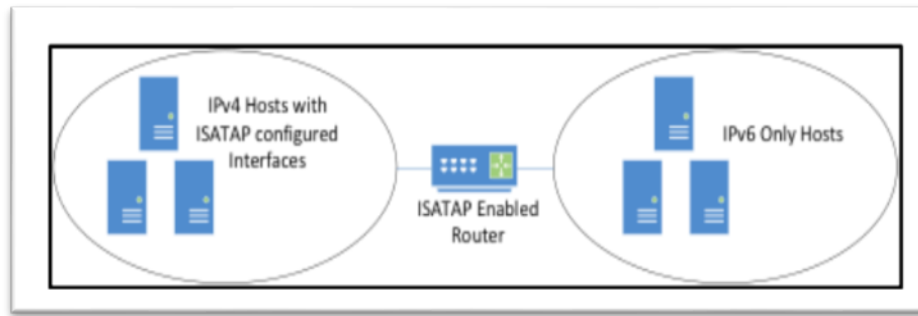 IPv4 Hosts with
ISATAP configured
Interfaces
ISATAP Enabled
Router
IPv6 Only Hosts